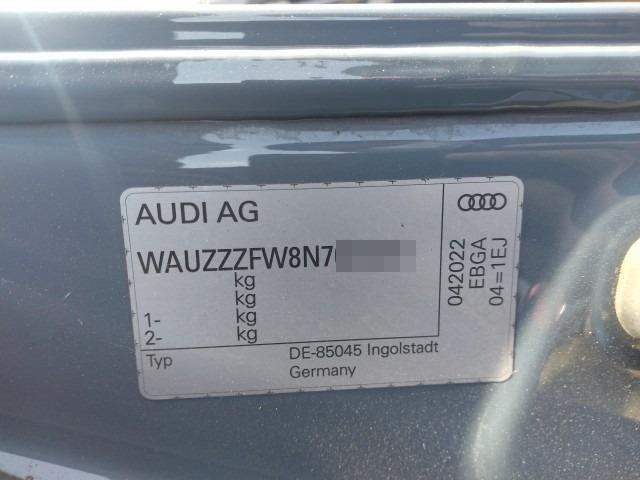 AUDI AG
WAUZZZFW8N7
kg
kg
1- kg
2- kg
Typ
DE-85045 Ingolstadt
Germany
042022
EBGA
04=1EJ